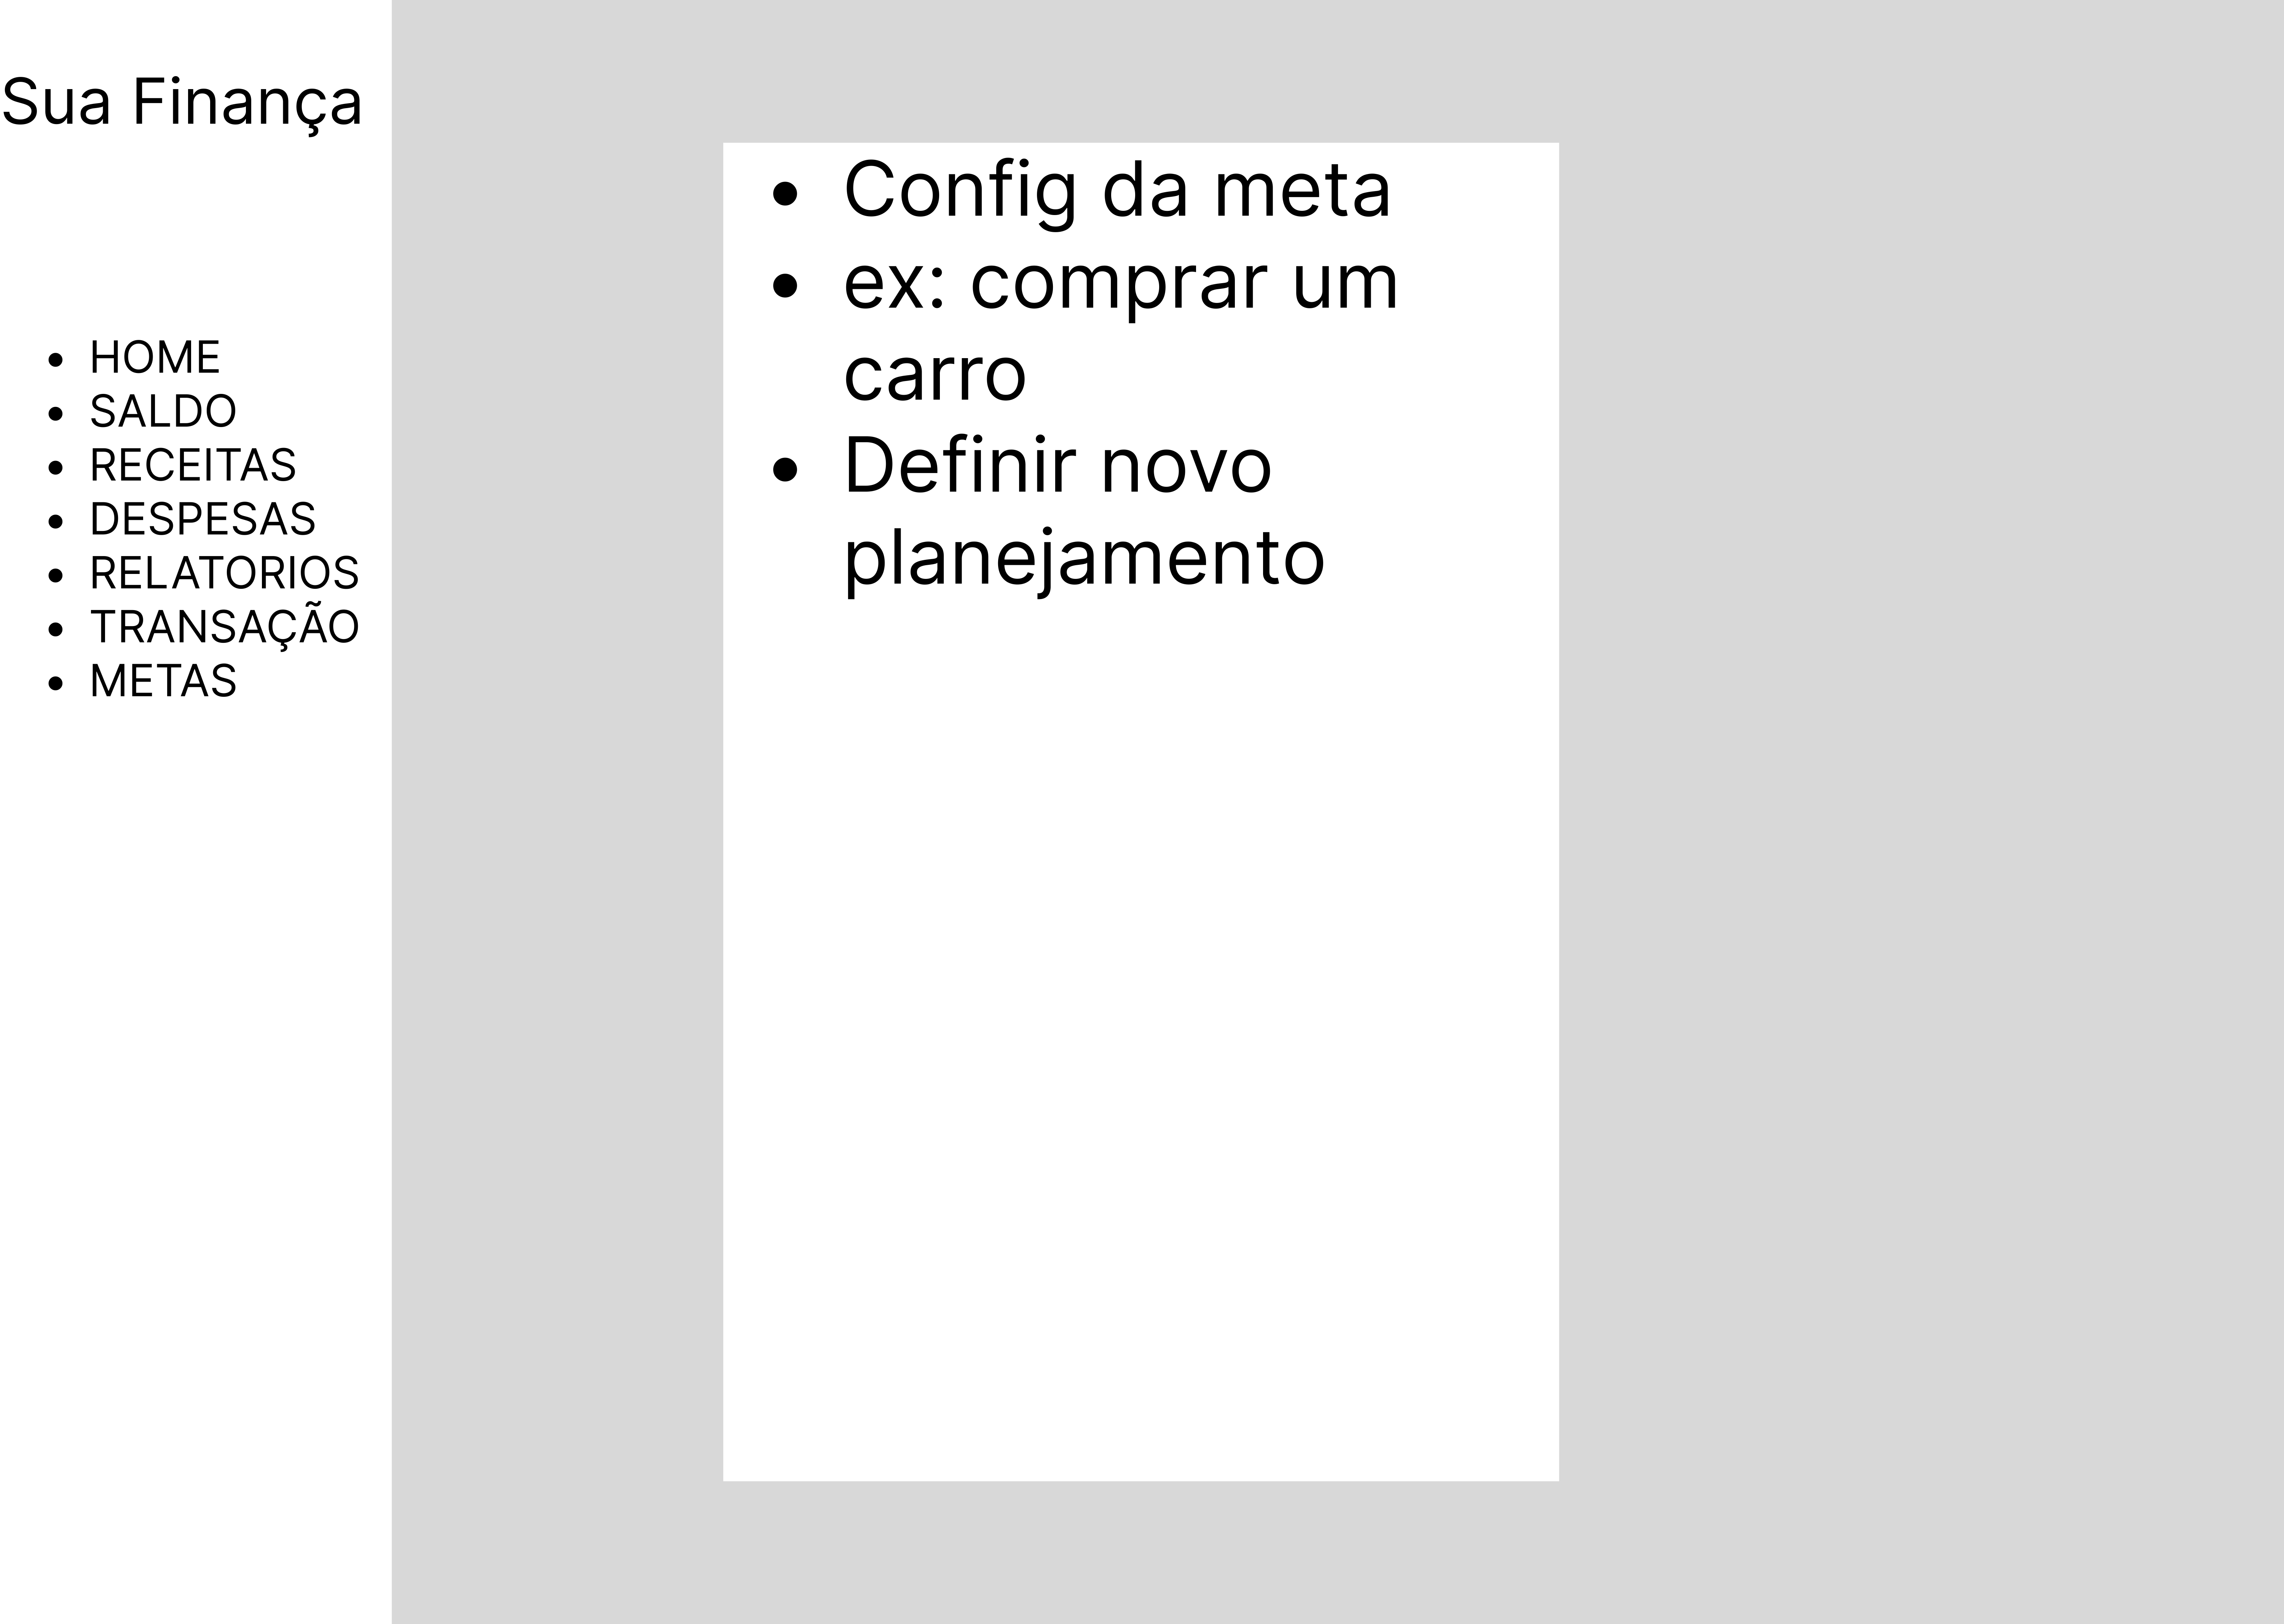 Sua Finança
• HOME
• SALDO
• RECEITAS
• DESPESAS
• RELATORIOS
• TRANSAÇÃO
• METAS
• Config da meta
• ex: comprar um
carro
• Definir novo
planejamento